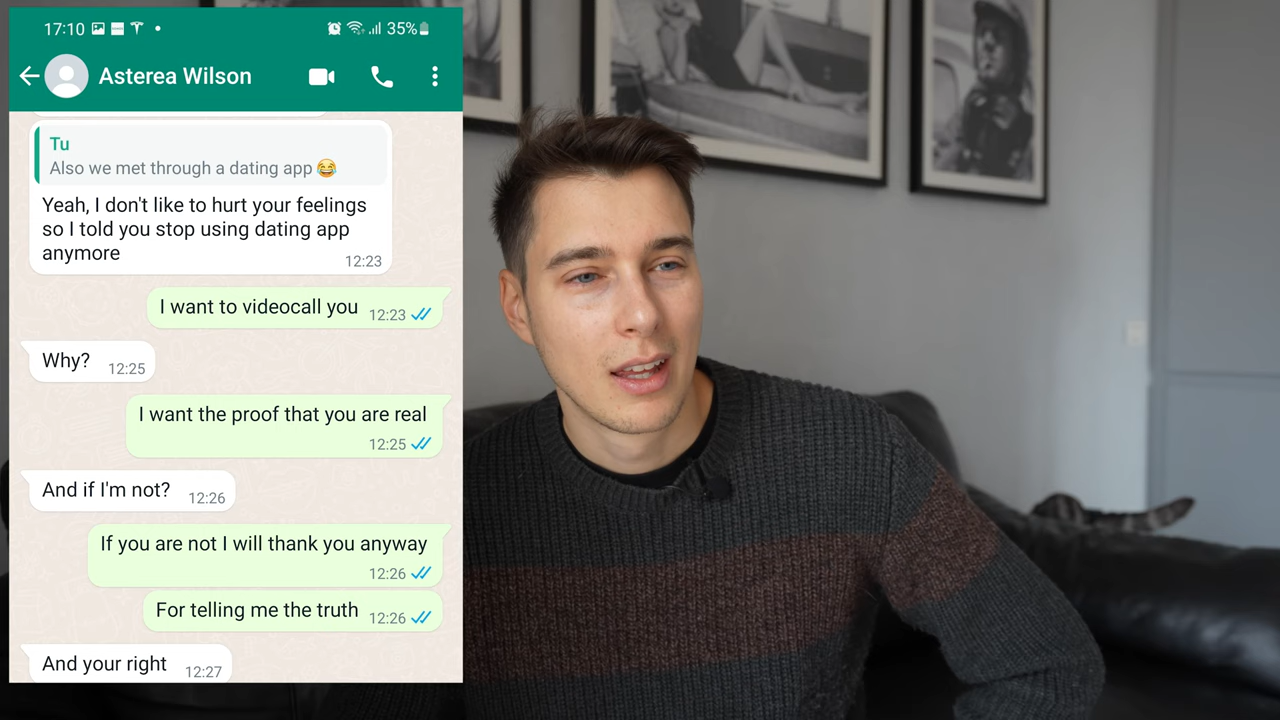 17:10
35%
Asterea Wilson
Tu
Also we met through a dating app 😂
Yeah, I don't like to hurt your feelings
so I told you stop using dating app
anymore
12:23
I want to videocall you
12:23
Why?
12:25
I want the proof that you are real
12:25
And if I'm not?
12:26
If you are not I will thank you anyway
12:26
For telling me the truth
12:26
And your right
12:27